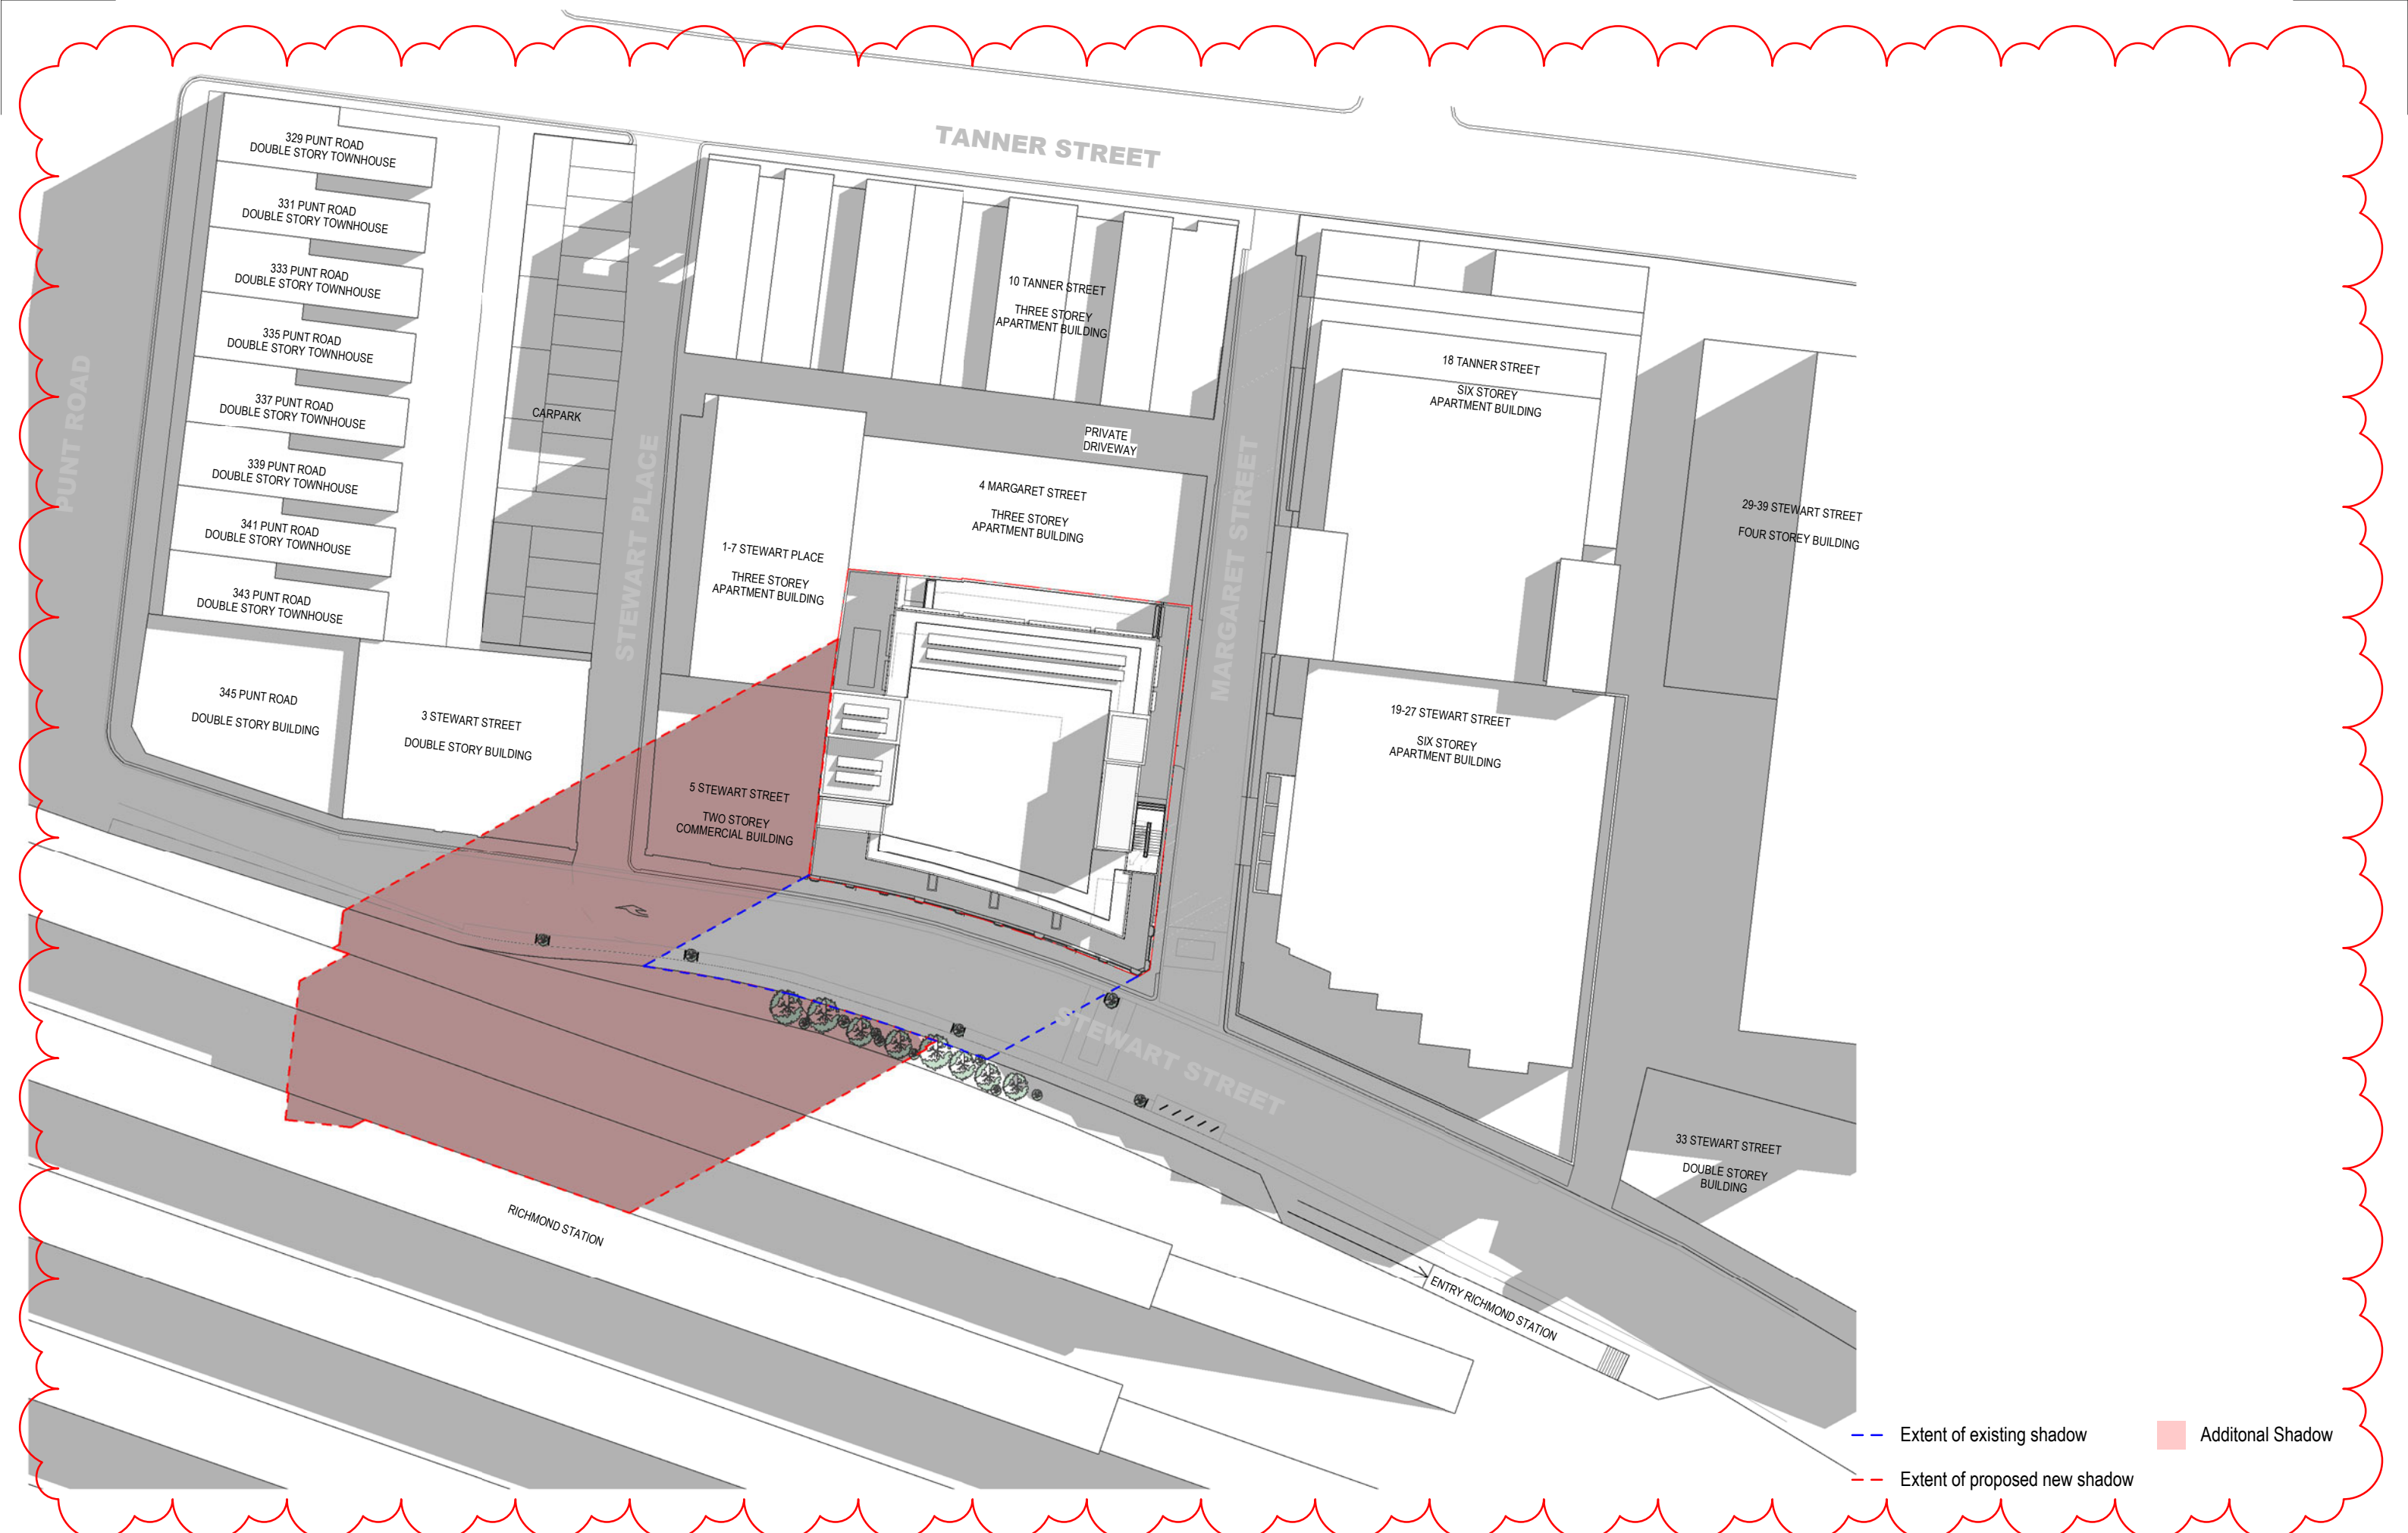 TANNER STREET
329 PUNT ROAD
DOUBLE STORY TOWNHOUSE
331 PUNT ROAD
DOUBLE STORY TOWNHOUSE
333 PUNT ROAD
DOUBLE STORY TOWNHOUSE
335 PUNT ROAD
DOUBLE STORY TOWNHOUSE
337 PUNT ROAD
DOUBLE STORY TOWNHOUSE
339 PUNT ROAD
DOUBLE STORY TOWNHOUSE
341 PUNT ROAD
DOUBLE STORY TOWNHOUSE
343 PUNT ROAD
DOUBLE STORY TOWNHOUSE
345 PUNT ROAD
DOUBLE STORY BUILDING
3 STEWART STREET
DOUBLE STORY BUILDING
PUNT ROAD
CARPARK
STEWART PLACE
10 TANNER STREET
THREE STOREY
APARTMENT BUILDING
PRIVATE
DRIVEWAY
4 MARGARET STREET
THREE STOREY
APARTMENT BUILDING
1-7 STEWART PLACE
THREE STOREY
APARTMENT BUILDING
5 STEWART STREET
TWO STOREY
COMMERCIAL BUILDING
MARGARET STREET
18 TANNER STREET
SIX STOREY
APARTMENT BUILDING
29-39 STEWART STREET
FOUR STOREY BUILDING
19-27 STEWART STREET
SIX STOREY
APARTMENT BUILDING
STEWART STREET
33 STEWART STREET
DOUBLE STOREY
BUILDING
RICHMOND STATION
ENTRY RICHMOND STATION
Extent of existing shadow
Additonal Shadow
Extent of proposed new shadow